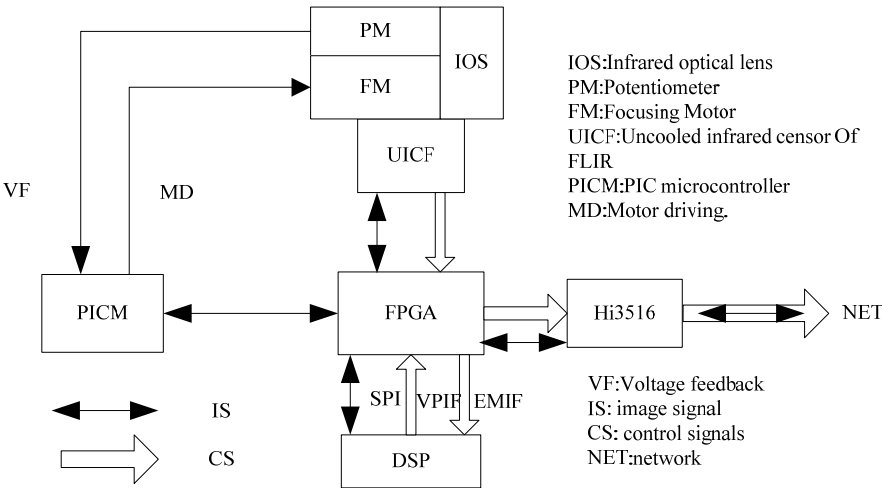 PM
IOS
FM
UICF
VF
MD
IOS:Infrared optical lens
PM:Potentiometer
FM:Focusing Motor
UICF:Uncooled infrared censor Of
FLIR
PICM:PIC microcontroller
MD:Motor driving.
PICM
FPGA
Hi3516
NET
SPI
VPIF
EMIF
DSP
IS
CS
VF:Voltage feedback
IS: image signal
CS: control signals
NET:network